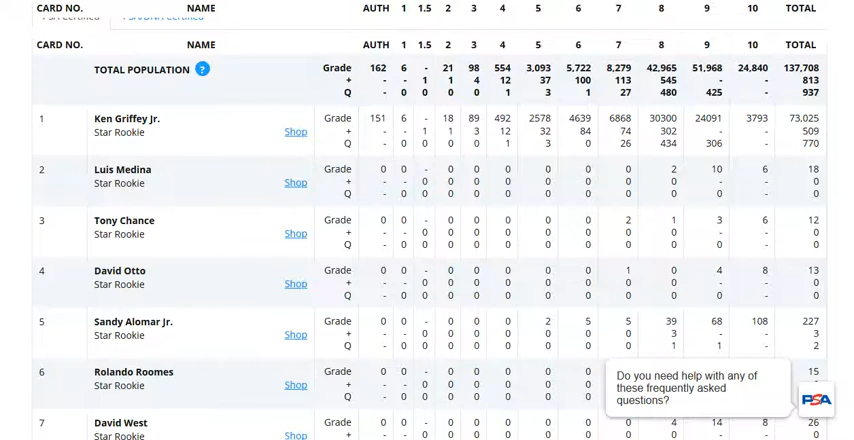 CARD NO. NAME AUTH 1 1.5 2 3 4 5 6 7 8 9 10 TOTAL
CARD NO. NAME AUTH 1 1.5 2 3 4 5 6 7 8 9 10 TOTAL
TOTAL POPULATION ? Grade 162 6 - 21 98 554 3,093 5,722 8,279 42,965 51,968 24,840 137,708
+ - - 1 1 4 12 37 100 113 545 - - 813
Q - 0 0 0 0 1 3 1 27 480 425 - 937
1 Ken Griffey Jr. Grade 151 6 - 18 89 492 2578 4639 6868 30300 24091 3793 73,025
Star Rookie Shop + - - 1 1 3 12 32 84 74 302 - - 509
Q - 0 0 0 0 1 3 0 26 434 306 - 770
2 Luis Medina Grade 0 0 - 0 0 0 0 0 0 2 10 6 18
Star Rookie Shop + - - 0 0 0 0 0 0 0 0 - - 0
Q - 0 0 0 0 0 0 0 0 0 0 - 0
3 Tony Chance Grade 0 0 - 0 0 0 0 0 2 1 3 6 12
Star Rookie Shop + - - 0 0 0 0 0 0 0 0 - - 0
Q - 0 0 0 0 0 0 0 0 0 0 - 0
4 David Otto Grade 0 0 - 0 0 0 0 0 1 0 4 8 13
Star Rookie Shop + - - 0 0 0 0 0 0 0 0 - - 0
Q - 0 0 0 0 0 0 0 0 0 0 - 0
5 Sandy Alomar Jr. Grade 0 0 - 0 0 0 2 5 5 39 68 108 227
Star Rookie Shop + - - 0 0 0 0 0 0 0 3 - - 3
Q - 0 0 0 0 0 0 0 0 1 1 - 2
6 Rolando Roomes Grade 0 0 - 0 0 0 0 0 15
Star Rookie Shop + - - 0 0 0 0 0 0
Q - 0 0 0 0 0 0 0
Do you need help with any of
these frequently asked
questions?
PSA
7 David West Grade 0 0 - 0 0 0 0 0 0 4 14 8 26
Star Rookie Shop + - - 0 0 0 0 0 0 0 0 - - 0